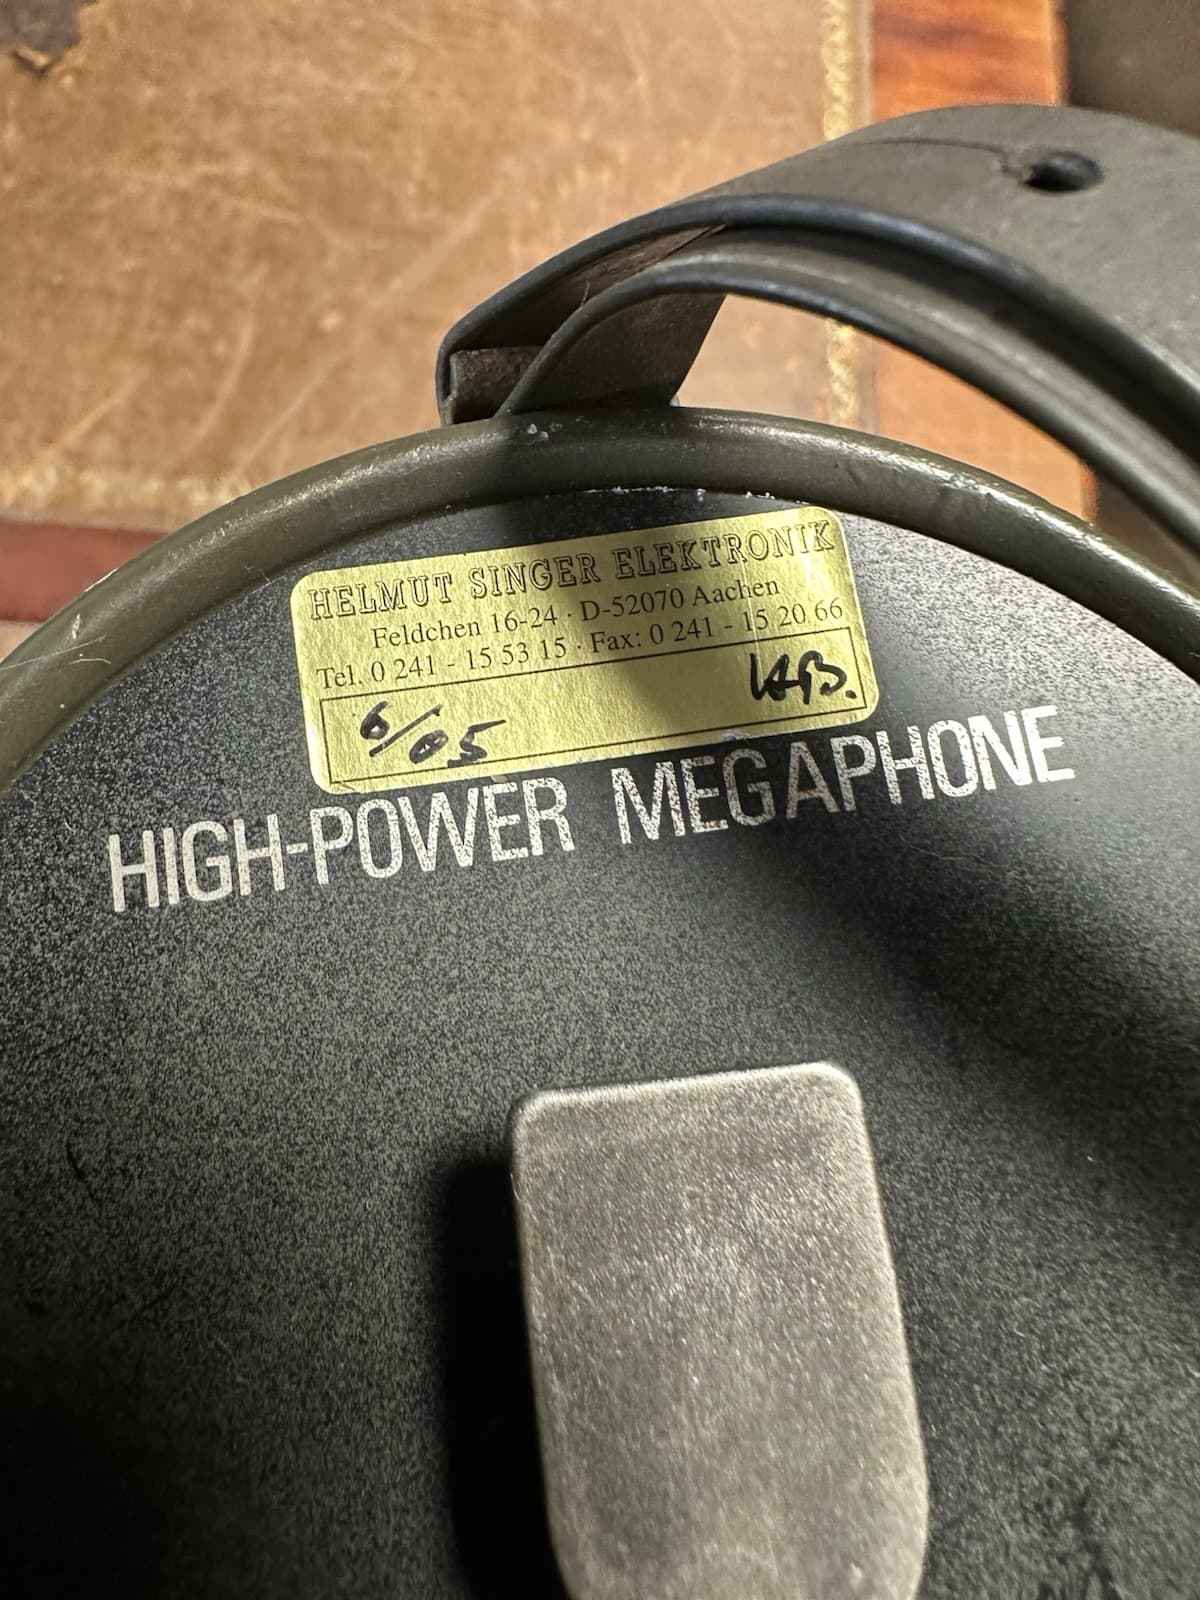 HELMUT SINGER ELEKTRONIK
Feldchen 16-24 · D-52070 Aachen
Tel. 0 241 - 15 53 15 · Fax: 0 241 - 15 20 66
6/05
HIGH-POWER MEGAPHONE